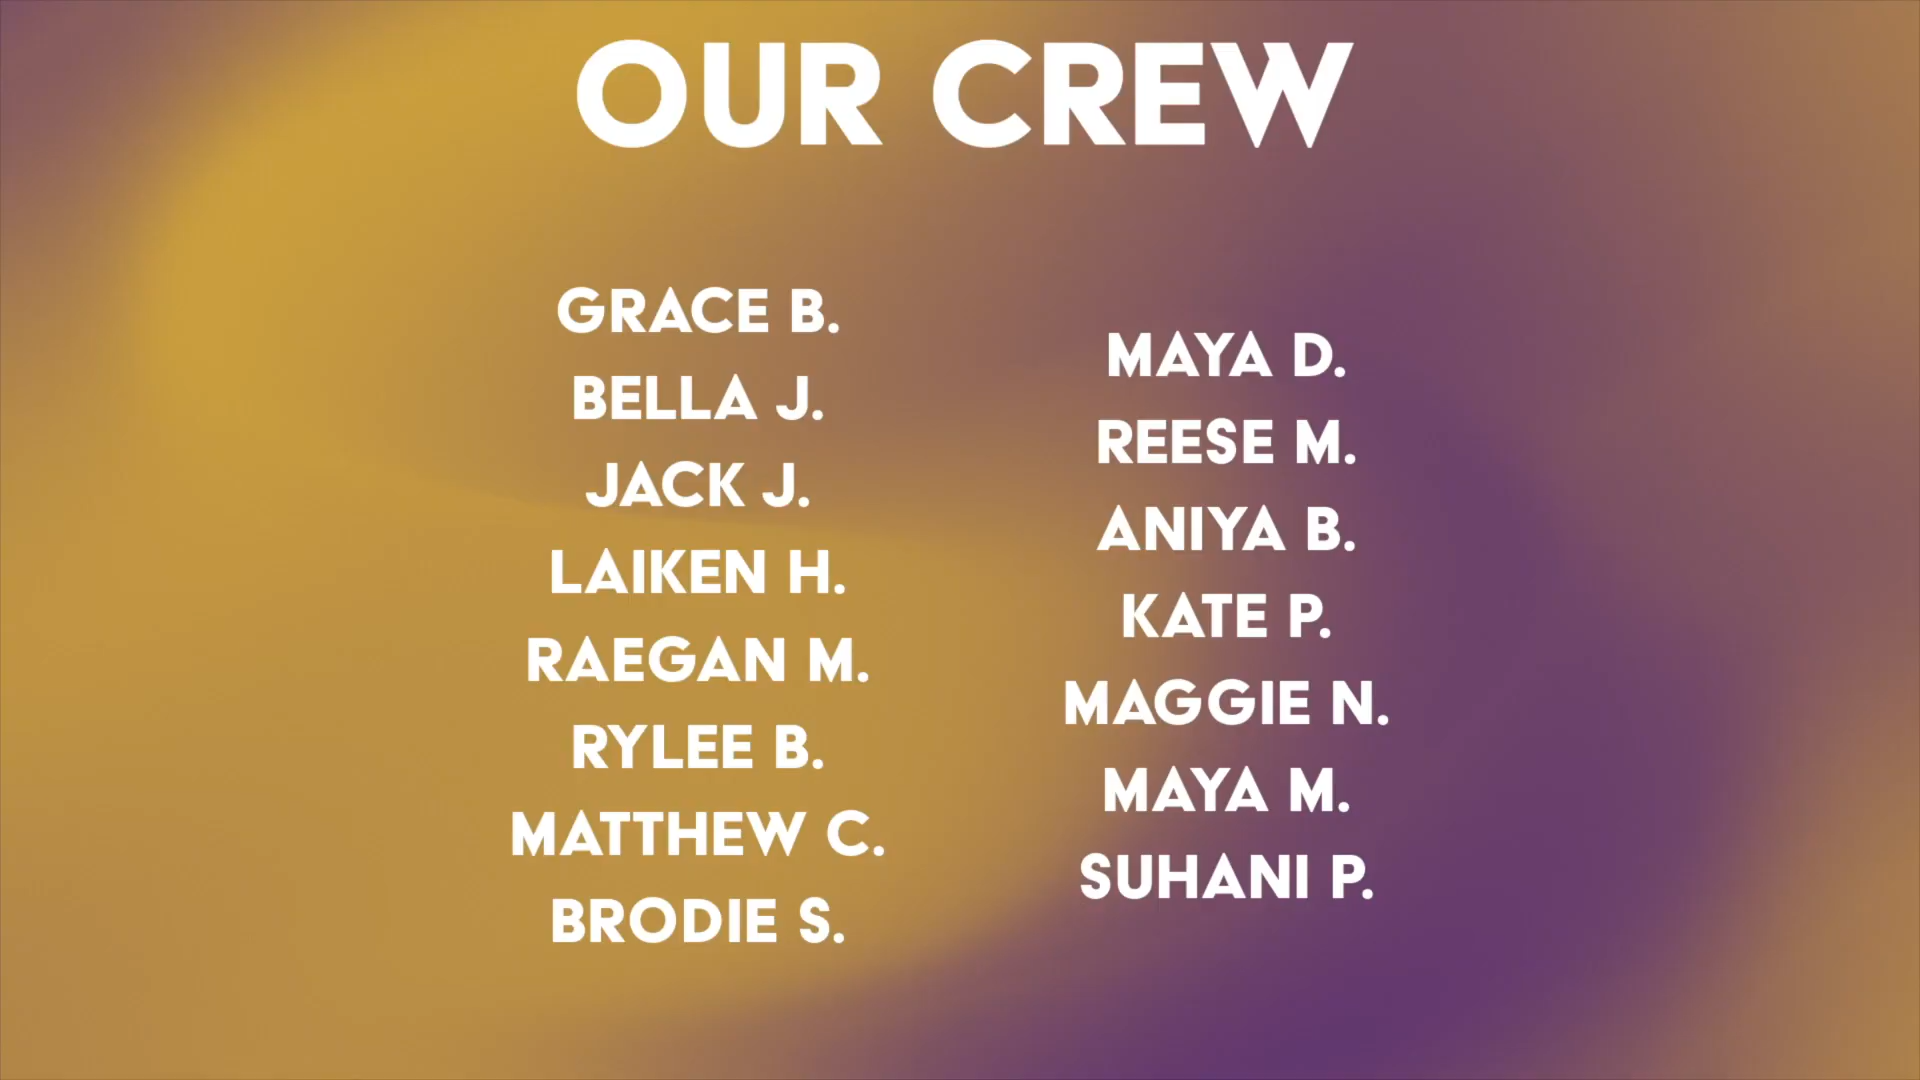 OUR CREW
GRACE B.
BELLA J.
JACK J.
LAIKEN H.
RAEGAN M.
RYLEE B.
MATTHEW C.
BRODIE S.
MAYA D.
REESE M.
ANIYA B.
KATE P.
MAGGIE N.
MAYA M.
SUHANI P.